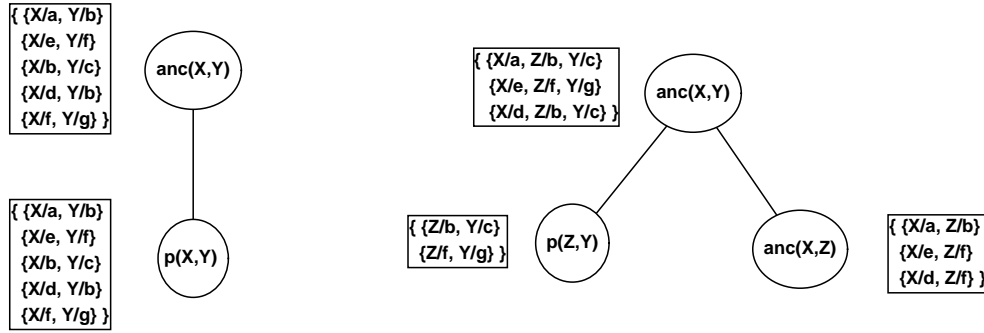 { {X/a, Y/b}
{X/e, Y/f}
{X/b, Y/c}
{X/d, Y/b}
{X/f, Y/g} }
anc(X,Y)
{ {X/a, Y/b}
{X/e, Y/f}
{X/b, Y/c}
{X/d, Y/b}
{X/f, Y/g} }
p(X,Y)
{ {X/a, Z/b, Y/c}
{X/e, Z/f, Y/g}
{X/d, Z/b, Y/c} }
anc(X,Y)
{ {Z/b, Y/c}
{Z/f, Y/g} }
p(Z,Y)
anc(X,Z)
{ {X/a, Z/b}
{X/e, Z/f}
{X/d, Z/f} }